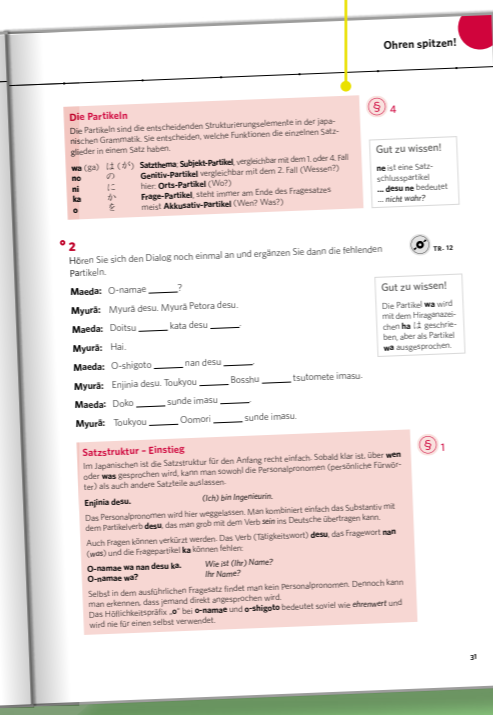 Ohren spitzen!
Die Partikeln
Die Partikeln sind die entscheidenden Strukturierungselemente in der japa-
nischen Grammatik. Sie entscheiden, welche Funktionen die einzelnen Satz-
glieder in einem Satz haben.
wa (ga) は (が) Satzthema; Subjekt-Partikel, vergleichbar mit dem 1. oder 4. Fall
no の Genitiv-Partikel vergleichbar mit dem 2. Fall (Wessen?)
ni に hier: Orts-Partikel (Wo?)
ka か Frage-Partikel, steht immer am Ende des Fragesatzes
o を meist Akkusativ-Partikel (Wen? Was?)
§ 4
Gut zu wissen!
ne ist eine Satz-
schlusspartikel
... desu ne bedeutet
... nicht wahr?
2
Hören Sie sich den Dialog noch einmal an und ergänzen Sie dann die fehlenden
Partikeln.
TR. 12
Maeda: O-namae ______?
Myurā: Myurā desu. Myurā Petora desu.
Maeda: Doitsu ______ kata desu ______.
Myurā: Hai.
Maeda: O-shigoto ______ nan desu ______.
Myurā: Enjinia desu. Toukyou ______ Bosshu ______ tsutomete imasu.
Maeda: Doko ______ sunde imasu ______.
Myurā: Toukyou ______ Oomori ______ sunde imasu.
Gut zu wissen!
Die Partikel wa wird
mit dem Hiraganazei-
chen ha は geschrie-
ben, aber als Partikel
wa ausgesprochen.
Satzstruktur – Einstieg
Im Japanischen ist die Satzstruktur für den Anfang recht einfach. Sobald klar ist, über wen
oder was gesprochen wird, kann man sowohl die Personalpronomen (persönliche Fürwör-
ter) als auch andere Satzteile auslassen.
Enjinia desu. (Ich) bin Ingenieurin.
Das Personalpronomen wird hier weggelassen. Man kombiniert einfach das Substantiv mit
dem Partikelverb desu, das man grob mit dem Verb sein ins Deutsche übertragen kann.
Auch Fragen können verkürzt werden. Das Verb (Tätigkeitswort) desu, das Fragewort nan
(was) und die Fragepartikel ka können fehlen:
O-namae wa nan desu ka. Wie ist (Ihr) Name?
O-namae wa? Ihr Name?
Selbst in dem ausführlichen Fragesatz findet man kein Personalpronomen. Dennoch kann
man erkennen, dass jemand direkt angesprochen wird.
Das Höflichkeitspräfix „o" bei o-namae und o-shigoto bedeutet soviel wie ehrenwert und
wird nie für einen selbst verwendet.
§ 1
31